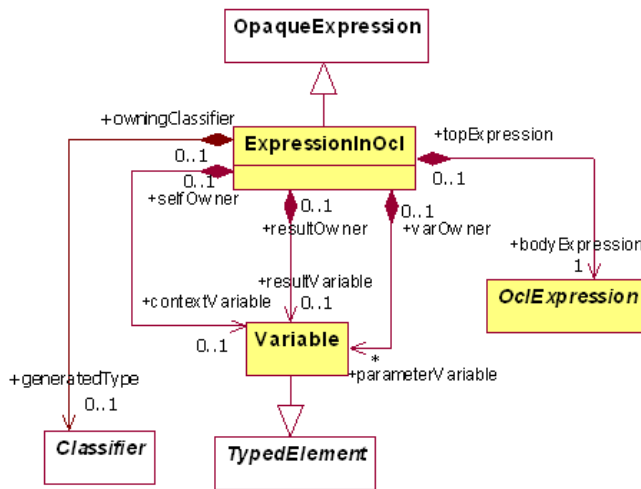 OpaqueExpression
+owningClassifier
ExpressionInOcl
+topExpression
0..1
0..1
0..1
+selfOwner
0..1
0..1
+resultOwner
+varOwner
+bodyExpression
1
+resultVariable
+contextVariable
0..1
OclExpression
Variable
0..1
*
+parameterVariable
+generatedType
0..1
Classifier
TypedElement